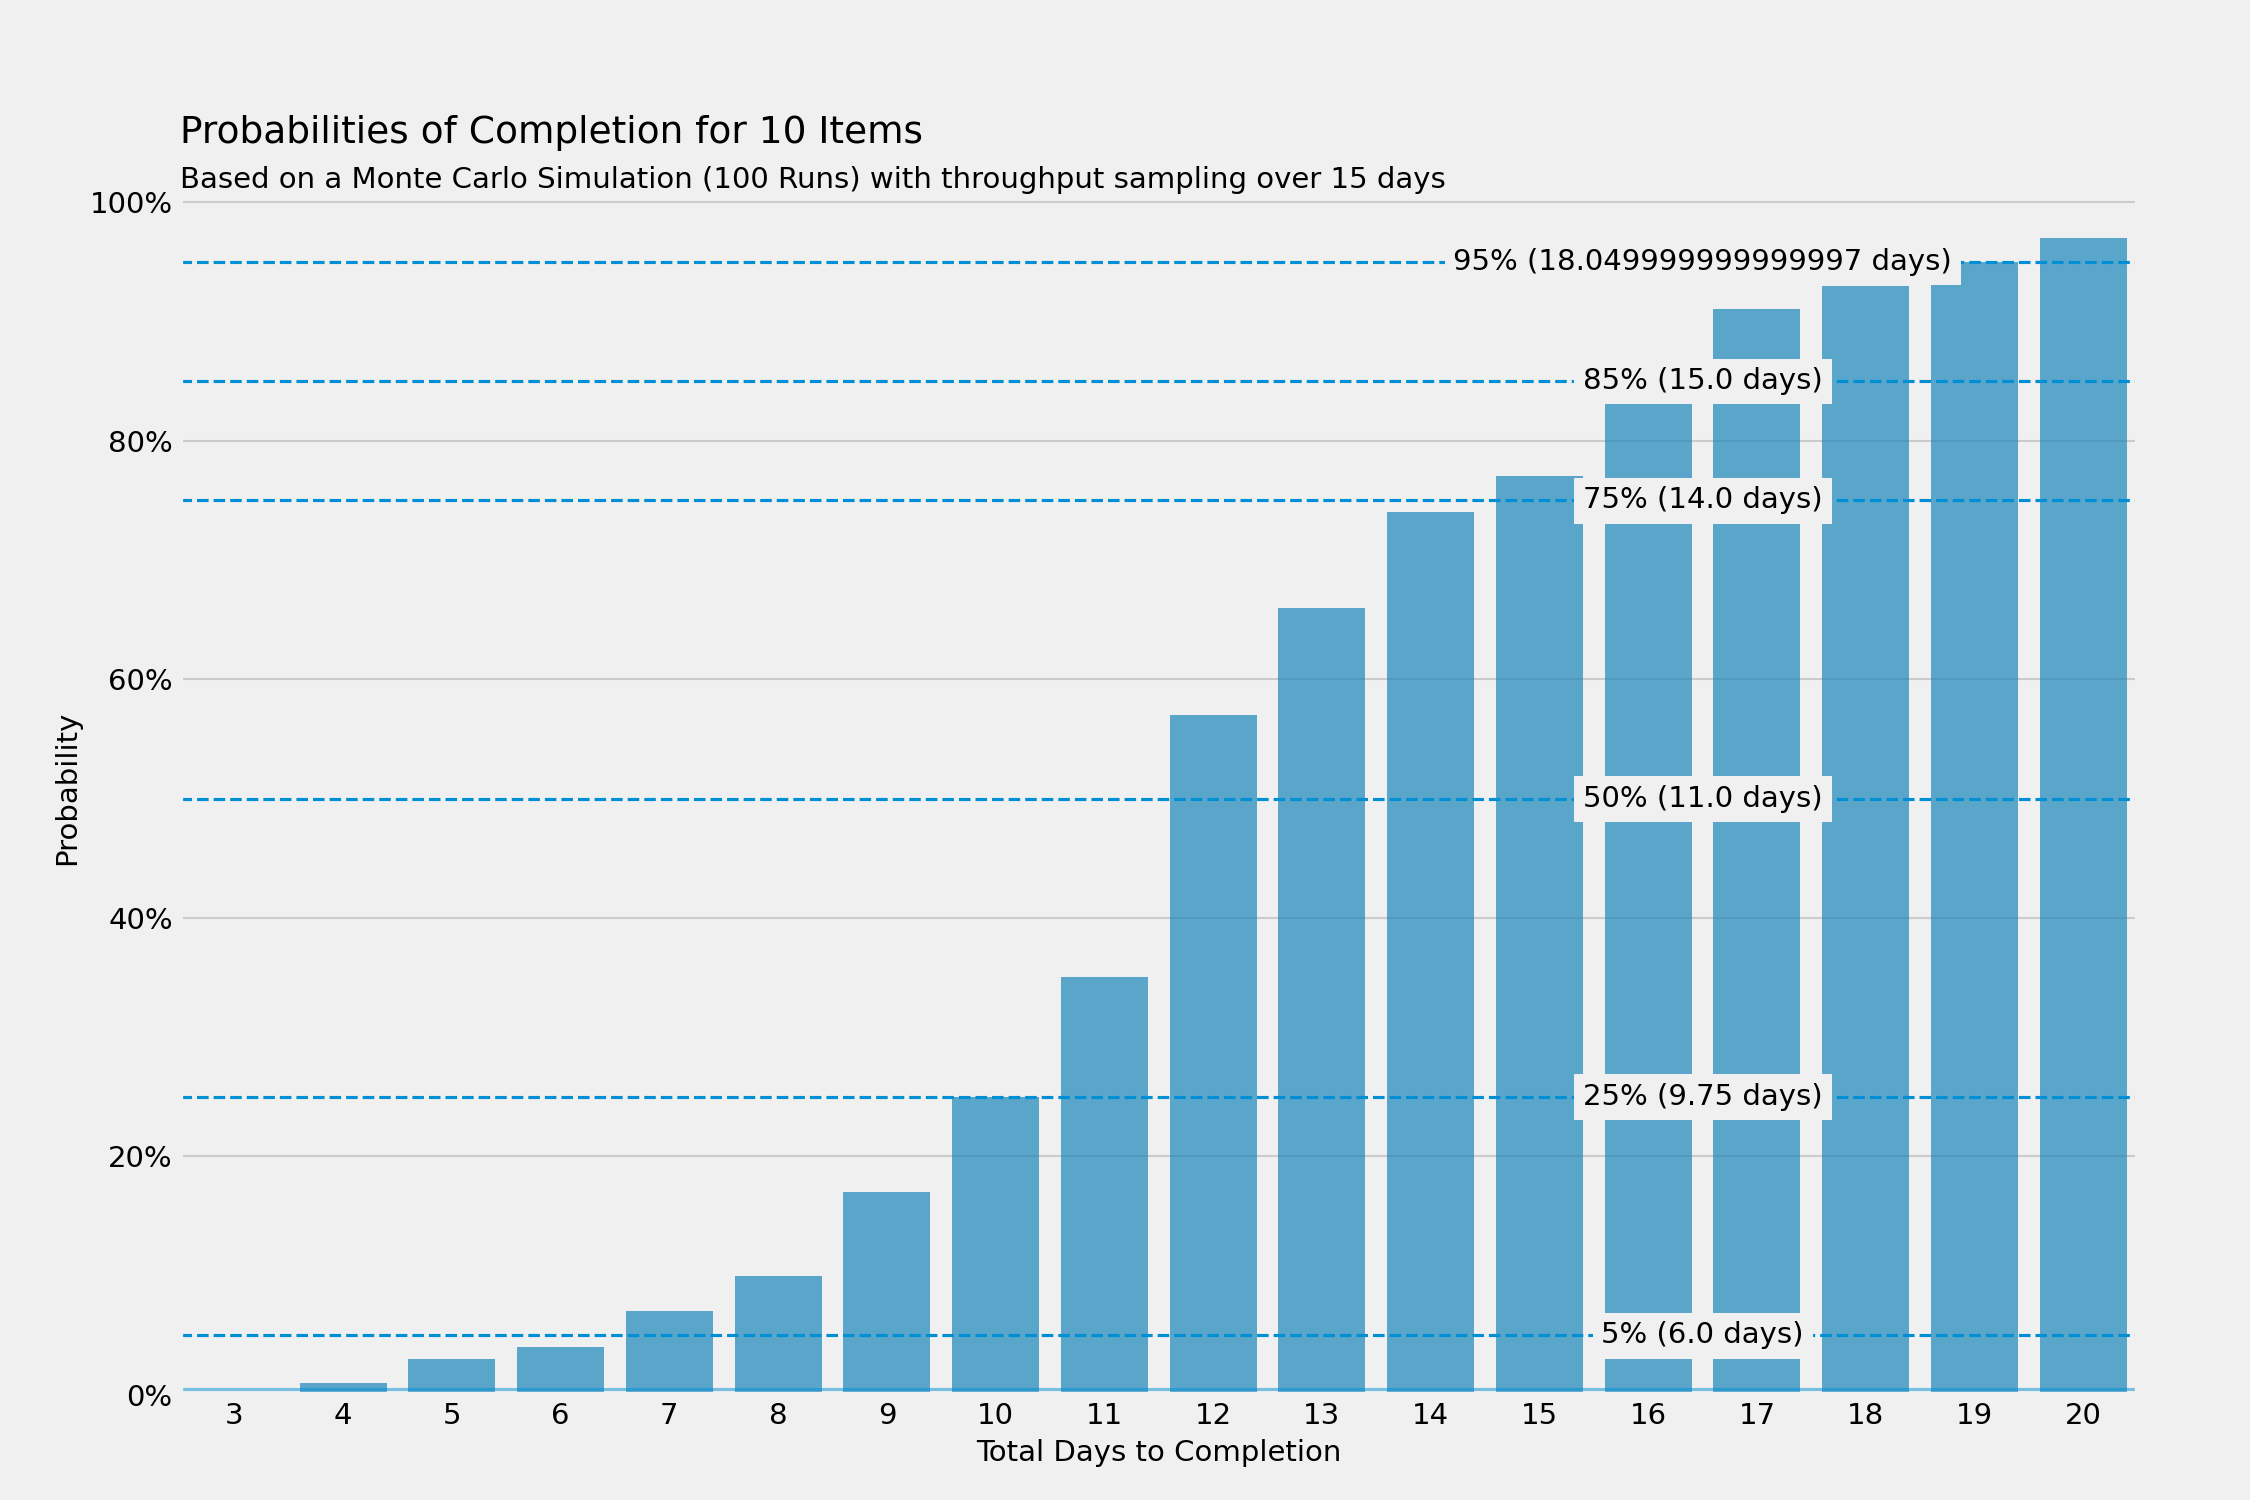 Probabilities of Completion for 10 Items
Based on a Monte Carlo Simulation (100 Runs) with throughput sampling over 15 days
100%
95% (18.049999999999997 days)
85% (15.0 days)
80%
75% (14.0 days)
60%
Probability
50% (11.0 days)
40%
25% (9.75 days)
20%
5% (6.0 days)
0%
3 4 5 6 7 8 9 10 11 12 13 14 15 16 17 18 19 20
Total Days to Completion